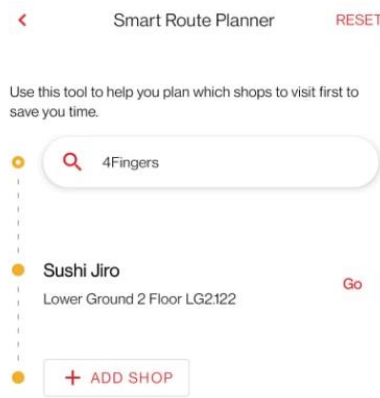 Smart Route Planner RESET
Use this tool to help you plan which shops to visit first to
save you time.
4Fingers
Sushi Jiro
Go
Lower Ground 2 Floor LG2.122
+ ADD SHOP